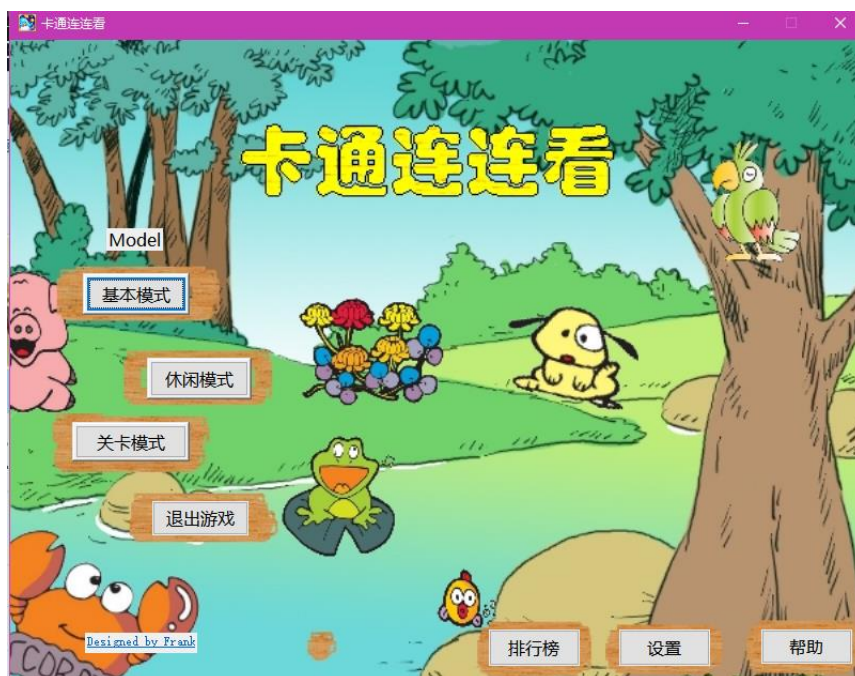 卡通连连看
卡通连连看
Model
基本模式
休闲模式
关卡模式
退出游戏
Designed by Frank
CORP
排行榜
设置
帮助